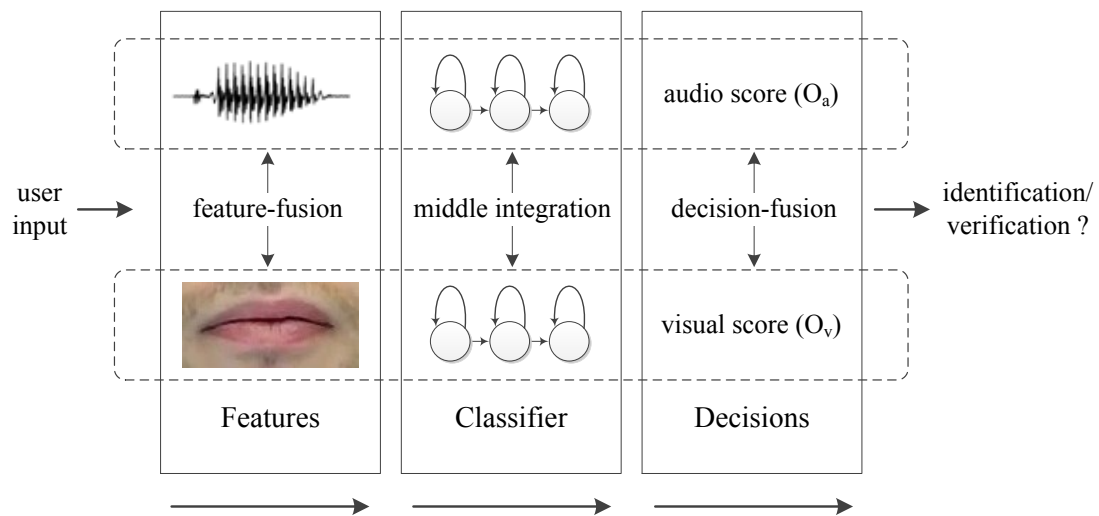 audio score (Oₐ)
user
input
feature-fusion
middle integration
decision-fusion
identification/
verification ?
visual score (Oᵥ)
Features
Classifier
Decisions